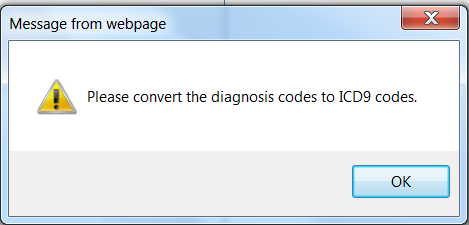 Message from webpage
Please convert the diagnosis codes to ICD9 codes.
OK